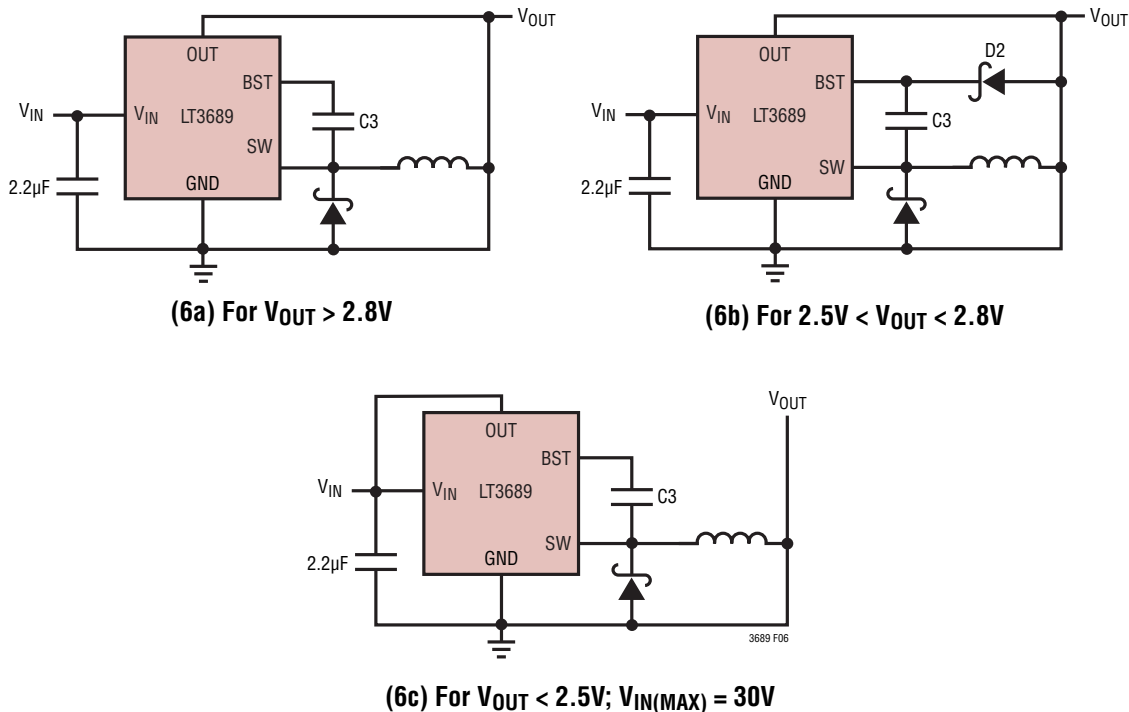 VOUT
OUT
BST
VIN
VIN
LT3689
C3
SW
2.2µF
GND
(6a) For VOUT > 2.8V
VOUT
D2
OUT
BST
VIN
VIN
LT3689
C3
SW
2.2µF
GND
(6b) For 2.5V < VOUT < 2.8V
VOUT
OUT
BST
VIN
VIN
LT3689
C3
SW
2.2µF
GND
3689 F06
(6c) For VOUT < 2.5V; VIN(MAX) = 30V